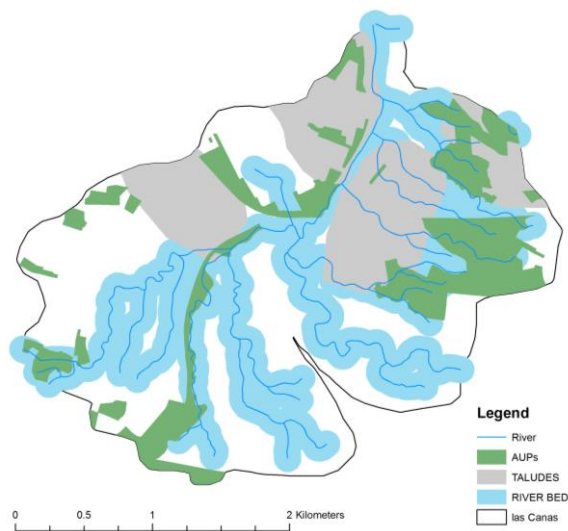 Legend
River
AUPs
TALUDES
RIVER BED
las Canas
0 0.5 1 2 Kilometers